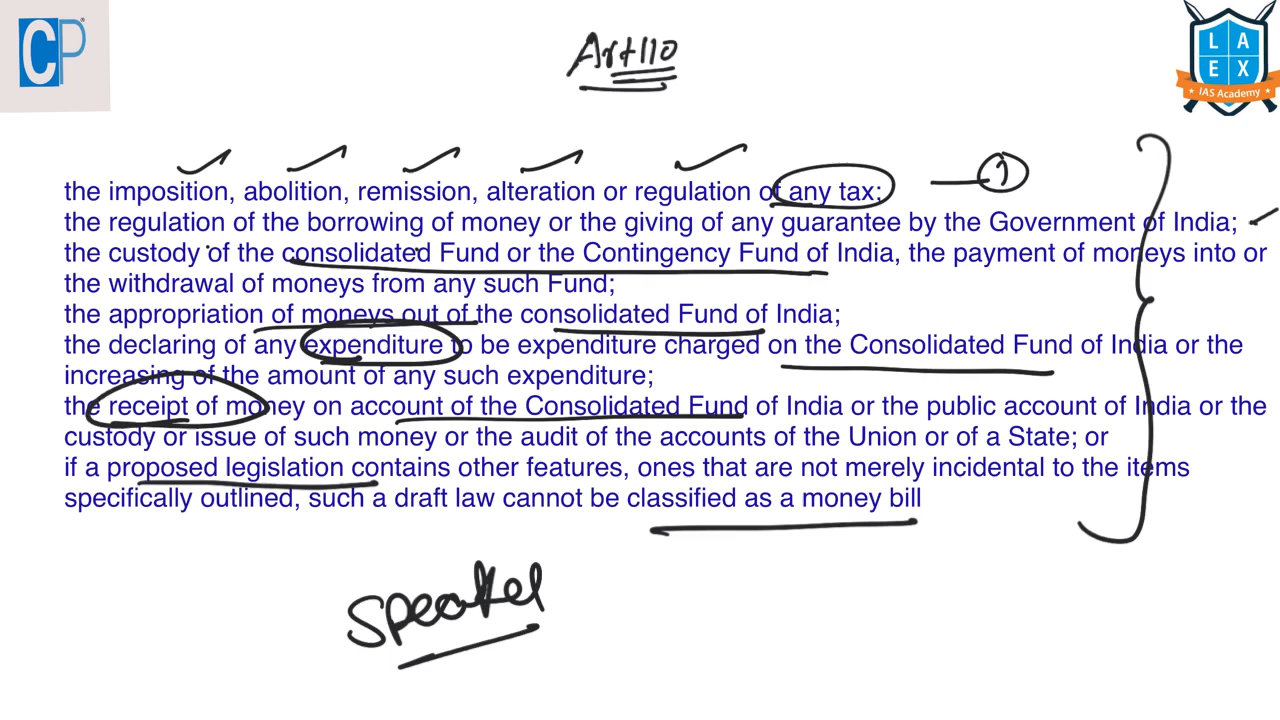 CP
Art 110
L A
E X
IAS Academy
the imposition, abolition, remission, alteration or regulation of any tax; 1
the regulation of the borrowing of money or the giving of any guarantee by the Government of India;
the custody of the consolidated Fund or the Contingency Fund of India, the payment of moneys into or
the withdrawal of moneys from any such Fund;
the appropriation of moneys out of the consolidated Fund of India;
the declaring of any expenditure to be expenditure charged on the Consolidated Fund of India or the
increasing of the amount of any such expenditure;
the receipt of money on account of the Consolidated Fund of India or the public account of India or the
custody or issue of such money or the audit of the accounts of the Union or of a State; or
if a proposed legislation contains other features, ones that are not merely incidental to the items
specifically outlined, such a draft law cannot be classified as a money bill
Speaker